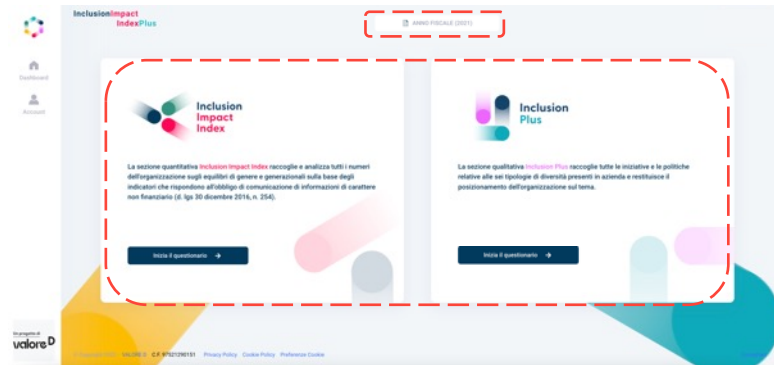 InclusionImpact
IndexPlus
ANNO FISCALE (2021)
Dashboard
Account
Inclusion
Impact
Index
La sezione quantitativa Inclusion Impact Index raccoglie e analizza tutti i numeri
dell'organizzazione sugli equilibri di genere e generazionali sulla base degli
indicatori che rispondono all'obbligo di comunicazione di informazioni di carattere
non finanziario (d. lgs 30 dicembre 2016, n. 254).
Inizia il questionario →
Inclusion
Plus
La sezione qualitativa Inclusion Plus raccoglie tutte le iniziative e le politiche
relative alle sei tipologie di diversità presenti in azienda e restituisce il
posizionamento dell'organizzazione sul tema.
Inizia il questionario →
Un progetto di
valore D
VALORE D C.F. 97521290151 Privacy Policy Cookie Policy Preferenze Cookie